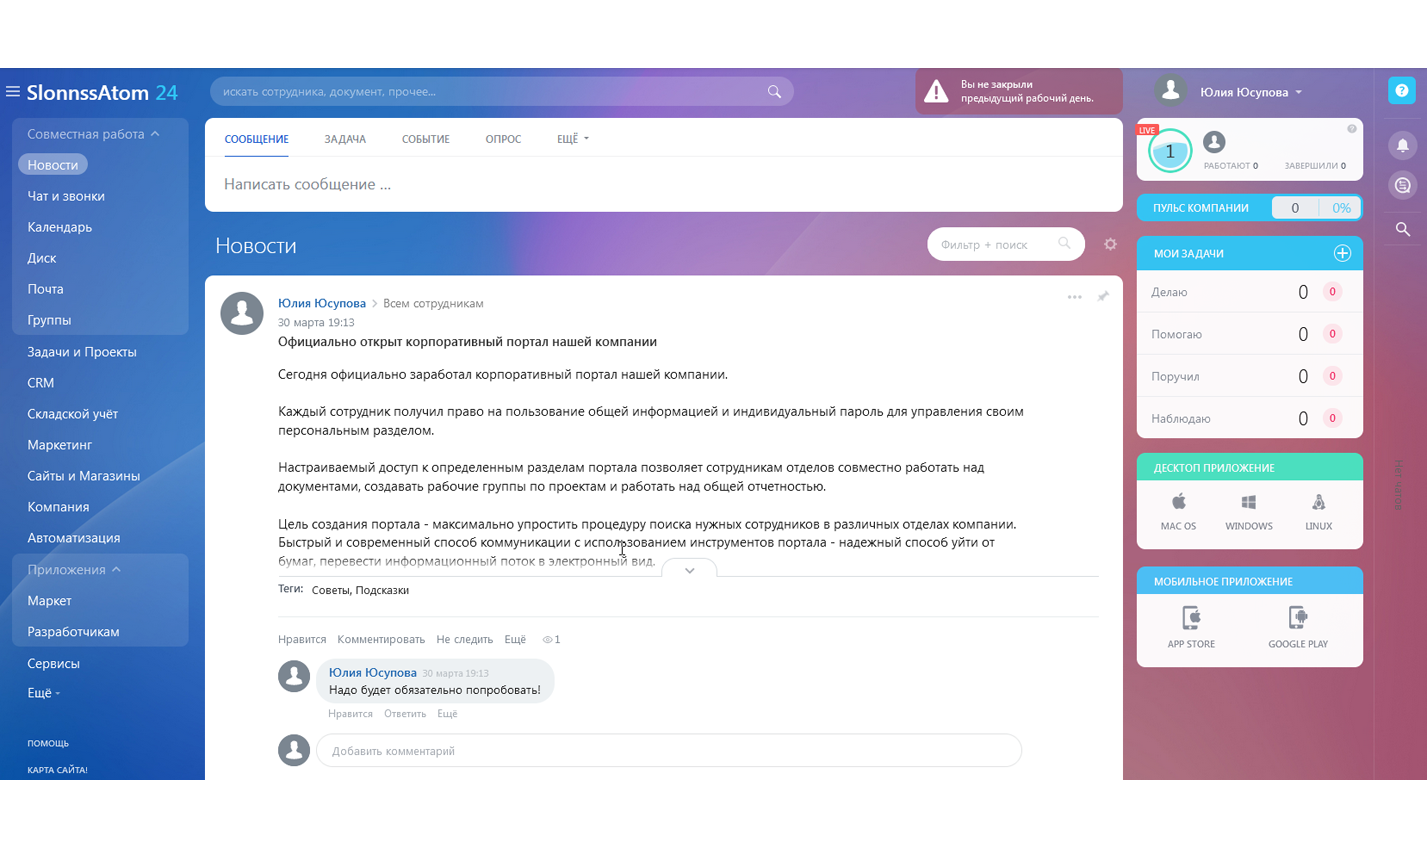 SlonnssAtom 24
искать сотрудника, документ, прочее...
Вы не закрыли
предыдущий рабочий день.
Юлия Юсупова
?
Совместная работа
Новости
Чат и звонки
Календарь
Диск
Почта
Группы
Задачи и Проекты
CRM
Складской учёт
Маркетинг
Сайты и Магазины
Компания
Автоматизация
Приложения
Маркет
Разработчикам
Сервисы
Ещё
ПОМОЩЬ
КАРТА САЙТА!
СООБЩЕНИЕ ЗАДАЧА СОБЫТИЕ ОПРОС ЕЩЁ
Написать сообщение ...
Новости
Фильтр + поиск
Юлия Юсупова > Всем сотрудникам
30 марта 19:13
Официально открыт корпоративный портал нашей компании
Сегодня официально заработал корпоративный портал нашей компании.
Каждый сотрудник получил право на пользование общей информацией и индивидуальный пароль для управления своим
персональным разделом.
Настраиваемый доступ к определенным разделам портала позволяет сотрудникам отделов совместно работать над
документами, создавать рабочие группы по проектам и работать над общей отчетностью.
Цель создания портала - максимально упростить процедуру поиска нужных сотрудников в различных отделах компании.
Быстрый и современный способ коммуникации с использованием инструментов портала - надежный способ уйти от
бумаг, перевести информационный поток в электронный вид.
Теги: Советы, Подсказки
Нравится Комментировать Не следить Ещё 1
Юлия Юсупова 30 марта 19:13
Надо будет обязательно попробовать!
Нравится Ответить Ещё
Добавить комментарий
LIVE
1
?
РАБОТАЮТ 0 ЗАВЕРШИЛИ 0
ПУЛЬС КОМПАНИИ 0 0%
МОИ ЗАДАЧИ
Делаю 0 0
Помогаю 0 0
Поручил 0 0
Наблюдаю 0 0
ДЕСКТОП ПРИЛОЖЕНИЕ
MAC OS WINDOWS LINUX
МОБИЛЬНОЕ ПРИЛОЖЕНИЕ
APP STORE GOOGLE PLAY
Нет чатов